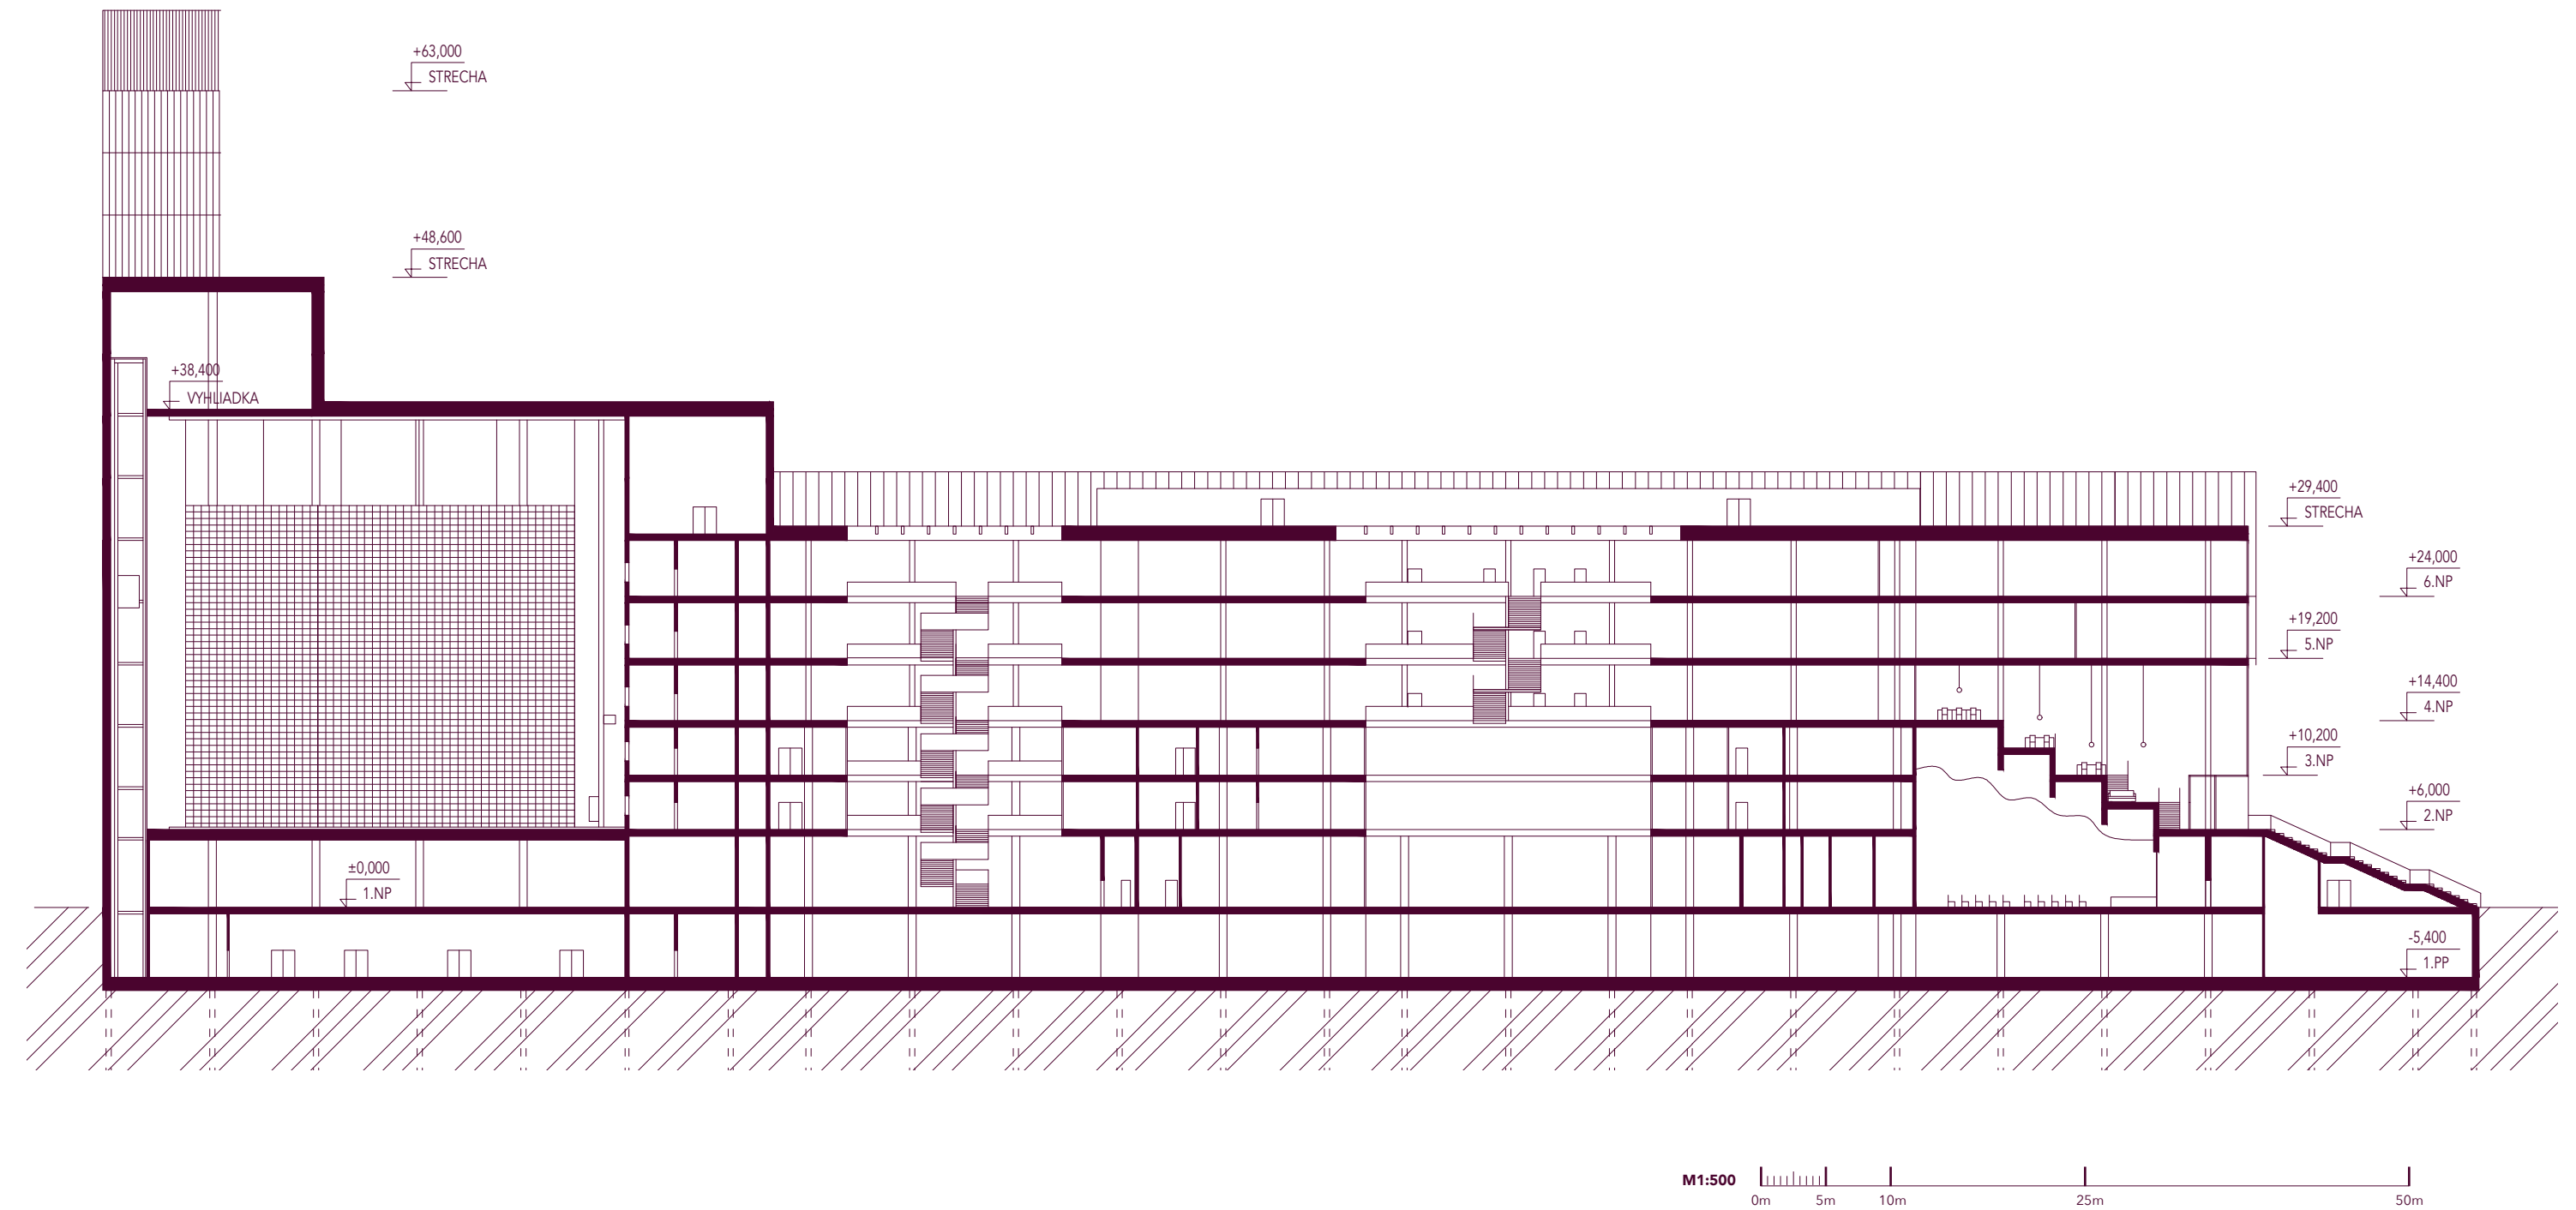 +63,000
STRECHA
+48,600
STRECHA
+38,400
VYHLIADKA
+29,400
STRECHA
+24,000
6.NP
+19,200
5.NP
+14,400
4.NP
+10,200
3.NP
+6,000
2.NP
±0,000
1.NP
-5,400
1.PP
M1:500
0m 5m 10m 25m 50m